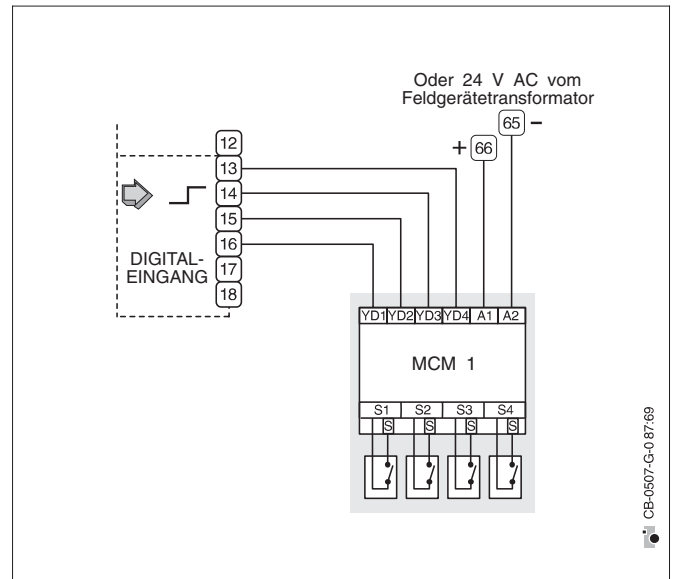 Oder 24 V AC vom
Feldgerätetransformator
65 –
+ 66
12
13
14
15
16
17
18
DIGITAL-
EINGANG
YD1 YD2 YD3 YD4 A1 A2
MCM 1
S1 S2 S3 S4
S S S S
CB-0507-G-0 87:69